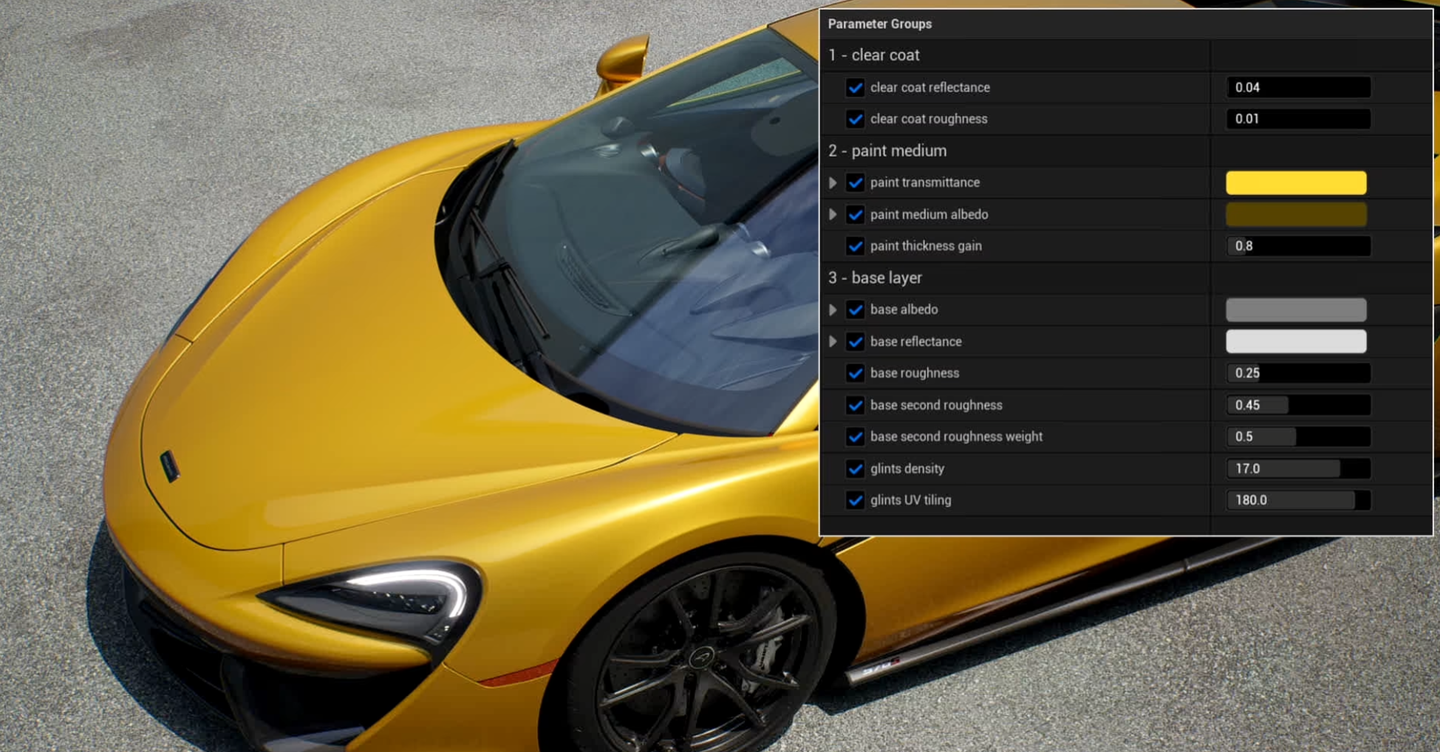 Parameter Groups
1 - clear coat
clear coat reflectance 0.04
clear coat roughness 0.01
2 - paint medium
paint transmittance
paint medium albedo
paint thickness gain 0.8
3 - base layer
base albedo
base reflectance
base roughness 0.25
base second roughness 0.45
base second roughness weight 0.5
glints density 17.0
glints UV tiling 180.0